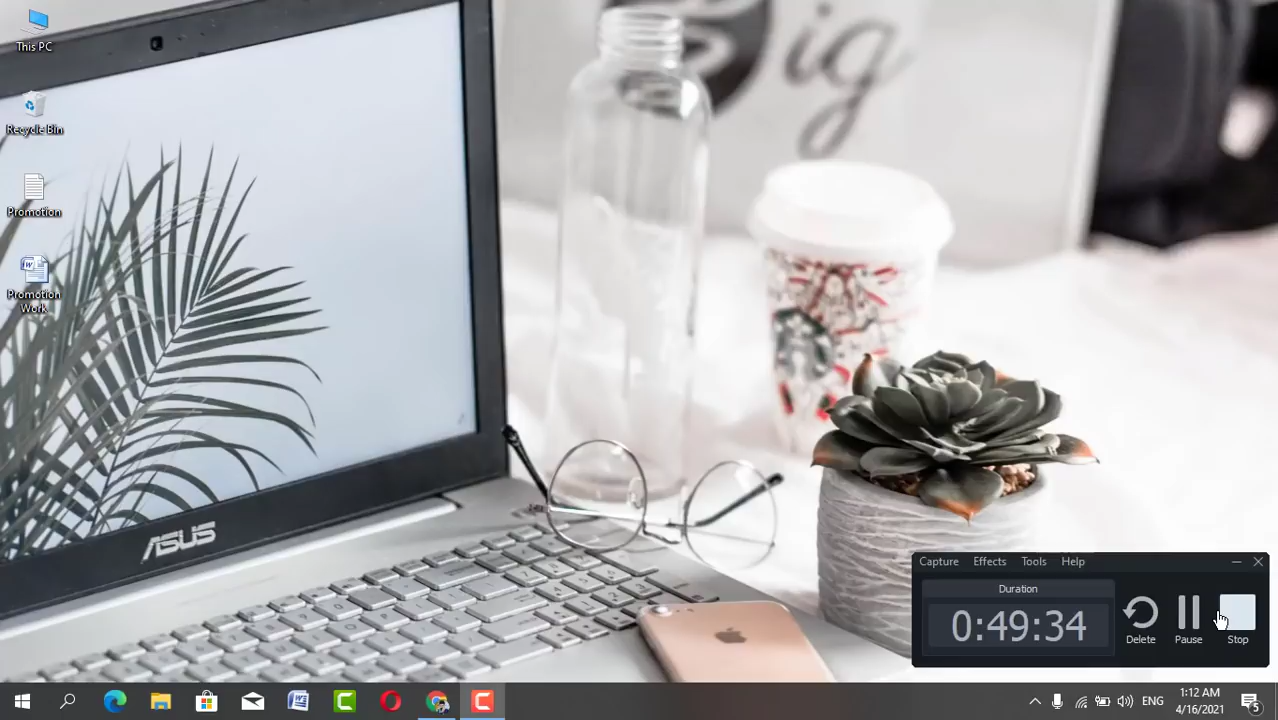 This PC
Recycle Bin
Promotion
Promotion
Work
ig
ASUS
Capture Effects Tools Help
Duration
0:49:34
Delete
Pause
Stop
ENG
1:12 AM
4/16/2021
5